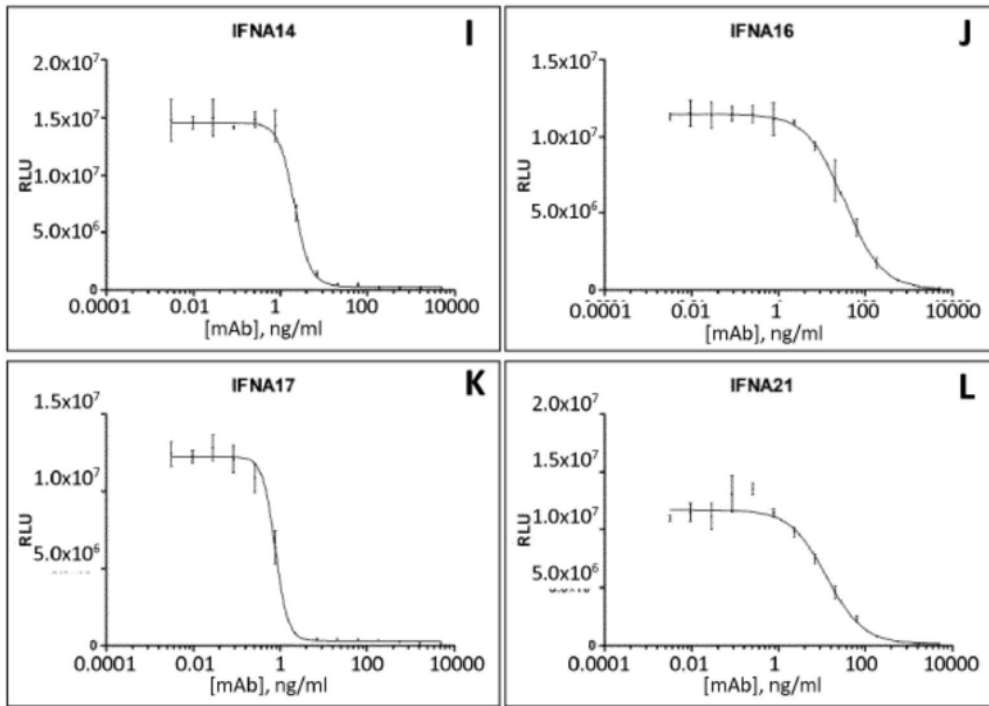 IFNA14
I
2.0x10⁷
1.5x10⁷
1.0x10⁷
5.0x10⁶
0
RLU
0.0001 0.01 1 100 10000
[mAb], ng/ml
IFNA16
J
1.5x10⁷
1.0x10⁷
5.0x10⁶
0
RLU
0.0001 0.01 1 100 10000
[mAb], ng/ml
IFNA17
K
1.5x10⁷
1.0x10⁷
5.0x10⁶
0
RLU
0.0001 0.01 1 100 10000
[mAb], ng/ml
IFNA21
L
2.0x10⁷
1.5x10⁷
1.0x10⁷
5.0x10⁶
0
RLU
0.0001 0.01 1 100 10000
[mAb], ng/ml